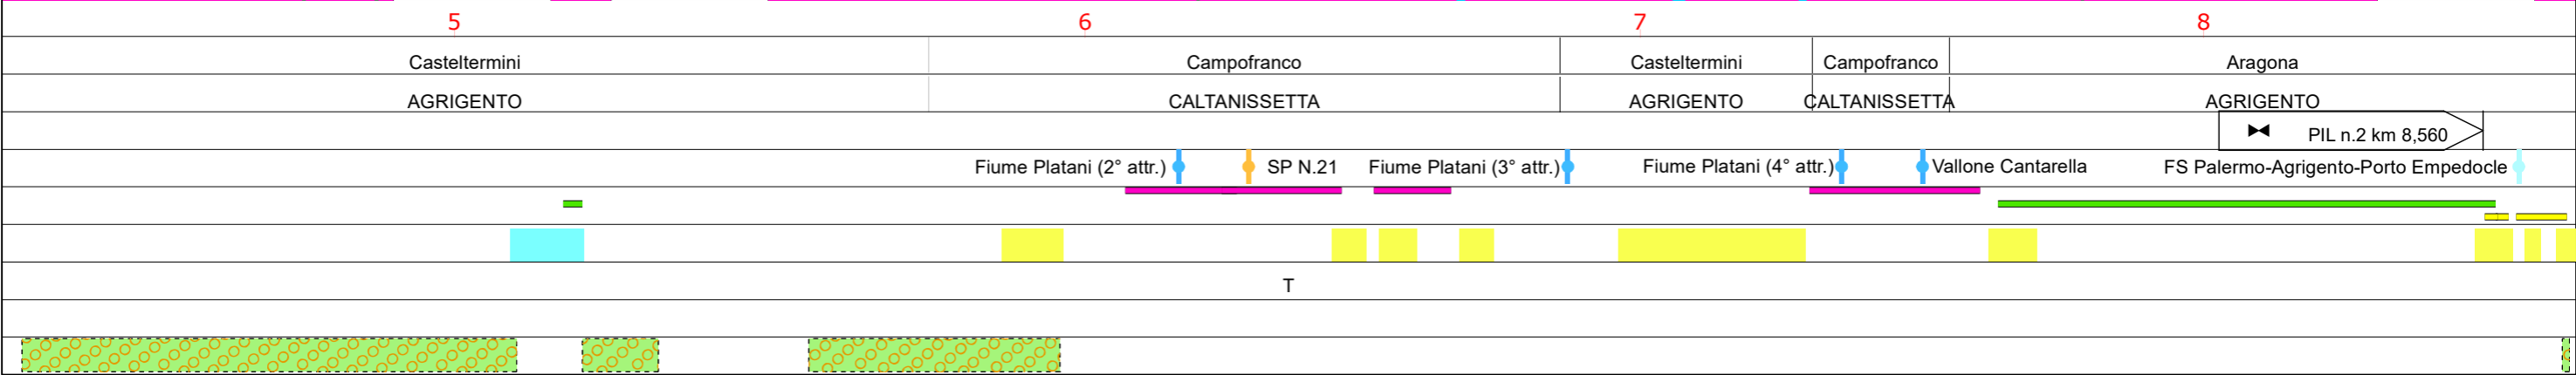 5 6 7 8
Casteltermini Campofranco Casteltermini Campofranco Aragona
AGRIGENTO CALTANISSETTA AGRIGENTO CALTANISSETTA AGRIGENTO
PIL n.2 km 8,560
Fiume Platani (2° attr.) SP N.21 Fiume Platani (3° attr.) Fiume Platani (4° attr.) Vallone Cantarella FS Palermo-Agrigento-Porto Empedocle
T